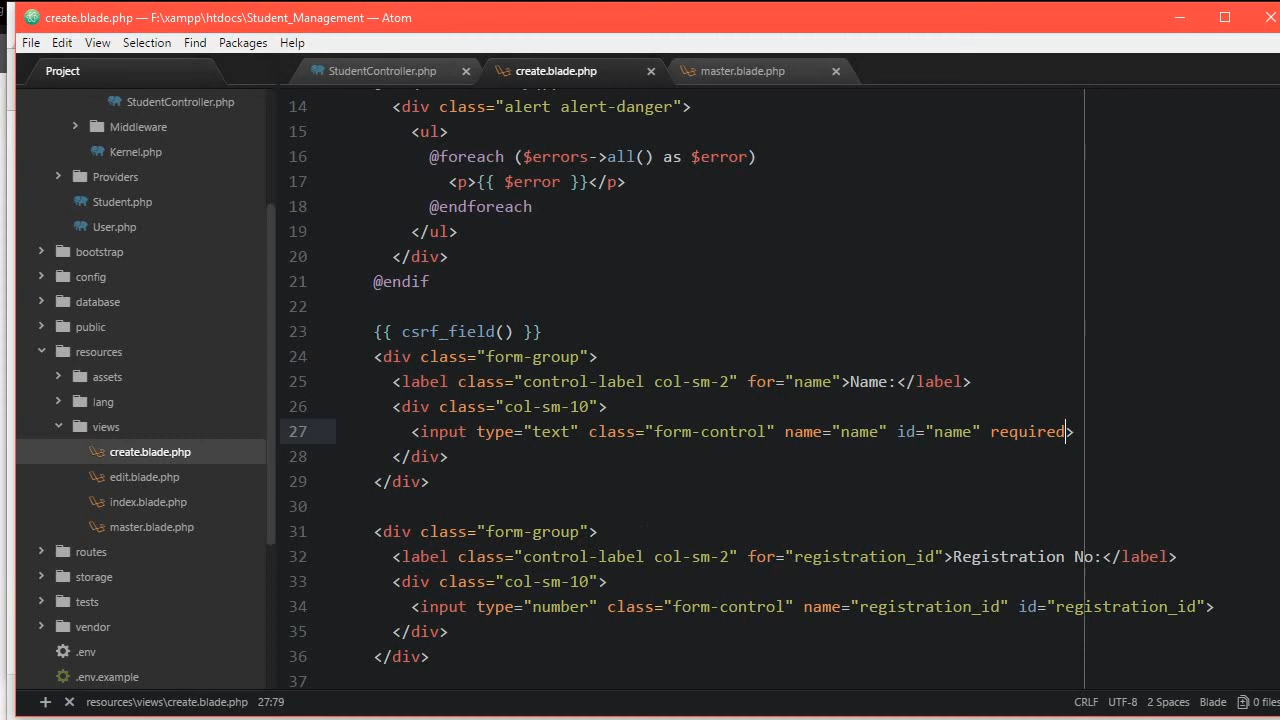 create.blade.php — F:\xampp\htdocs\Student_Management — Atom
File Edit View Selection Find Packages Help
Project
StudentController.php
create.blade.php
master.blade.php
StudentController.php
Middleware
Kernel.php
Providers
Student.php
User.php
bootstrap
config
database
public
resources
assets
lang
views
create.blade.php
edit.blade.php
index.blade.php
master.blade.php
routes
storage
tests
vendor
.env
.env.example
14 <div class="alert alert-danger">
15 <ul>
16 @foreach ($errors->all() as $error)
17 <p>{{ $error }}</p>
18 @endforeach
19 </ul>
20 </div>
21 @endif
22
23 {{ csrf_field() }}
24 <div class="form-group">
25 <label class="control-label col-sm-2" for="name">Name:</label>
26 <div class="col-sm-10">
27 <input type="text" class="form-control" name="name" id="name" required>
28 </div>
29 </div>
30
31 <div class="form-group">
32 <label class="control-label col-sm-2" for="registration_id">Registration No:</label>
33 <div class="col-sm-10">
34 <input type="number" class="form-control" name="registration_id" id="registration_id">
35 </div>
36 </div>
37
resources\views\create.blade.php 27:79
CRLF UTF-8 2 Spaces Blade 0 files